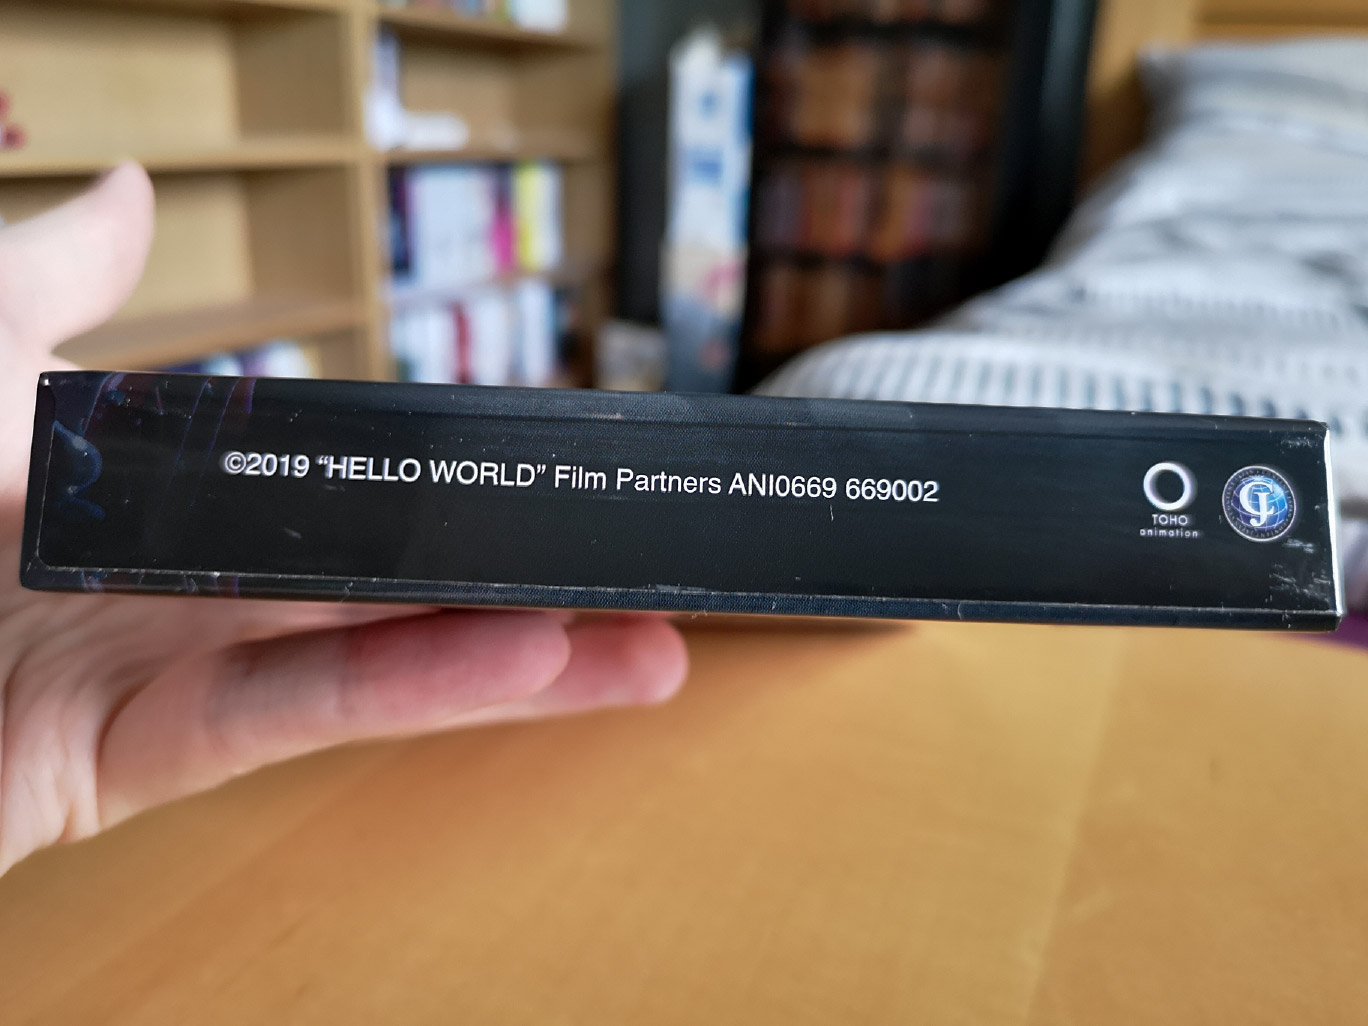 ©2019 “HELLO WORLD” Film Partners ANI0669 669002
TOHO
animation